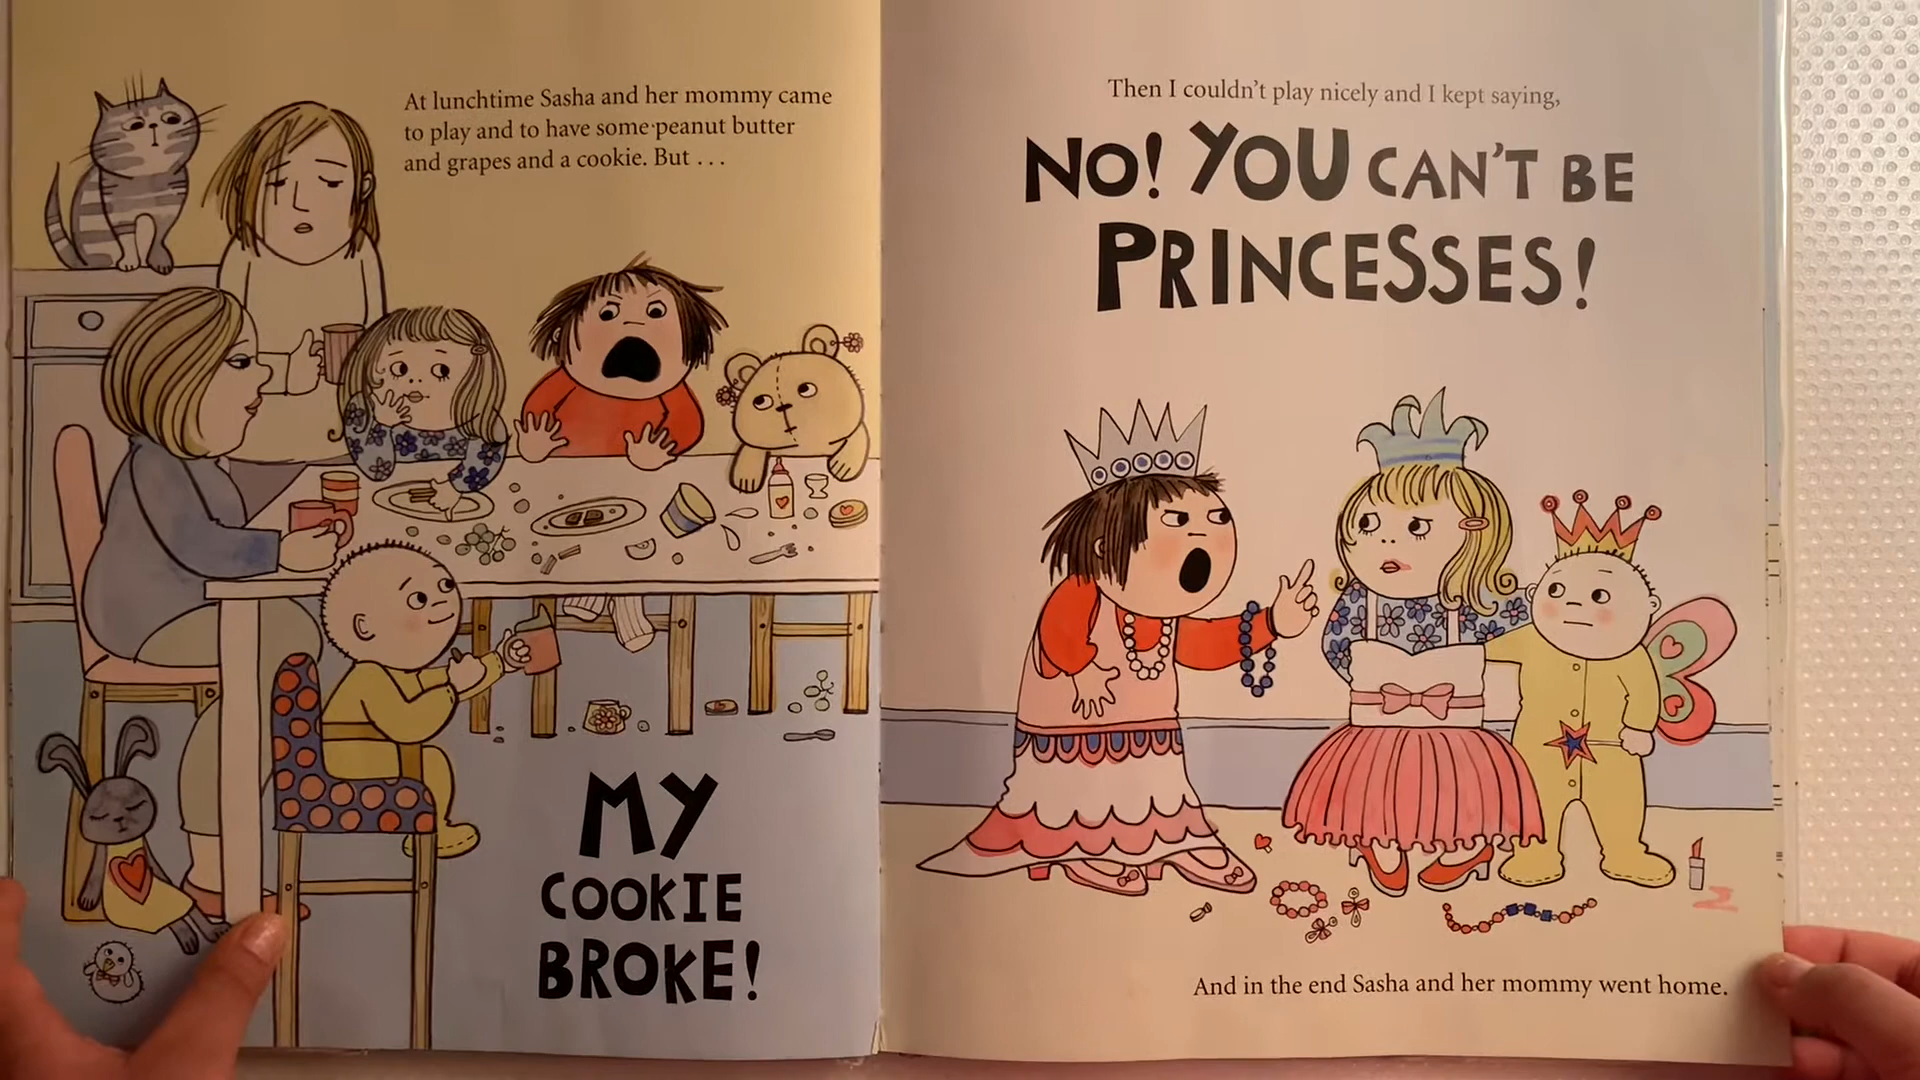 At lunchtime Sasha and her mommy came
to play and to have some peanut butter
and grapes and a cookie. But . . .
MY
COOKIE
BROKE!
Then I couldn't play nicely and I kept saying,
NO! YOU CAN'T BE
PRINCESSES!
And in the end Sasha and her mommy went home.